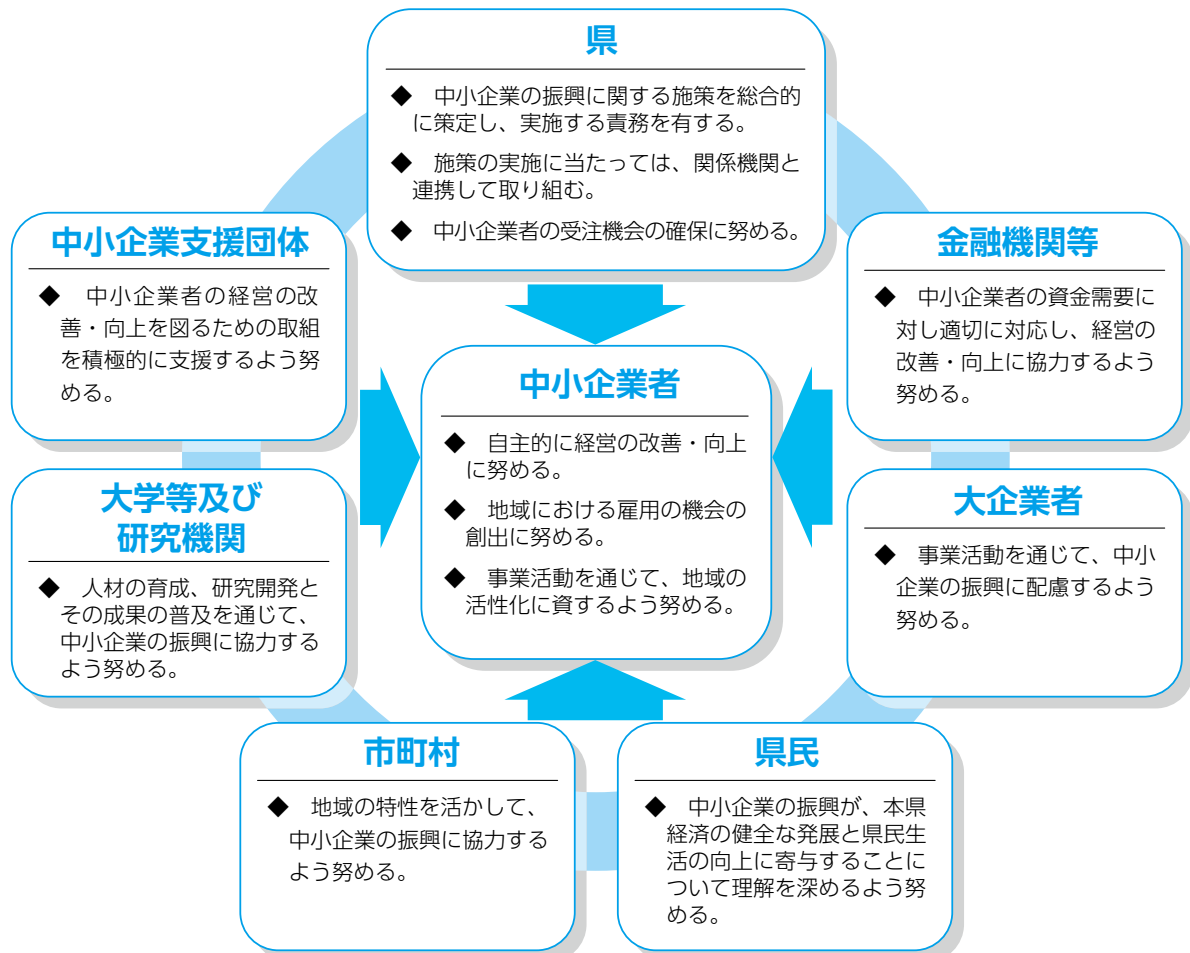 県
◆ 中小企業の振興に関する施策を総合的
に策定し、実施する責務を有する。
◆ 施策の実施に当たっては、関係機関と
連携して取り組む。
◆ 中小企業者の受注機会の確保に努める。
中小企業支援団体
◆ 中小企業者の経営の改
善・向上を図るための取組
を積極的に支援するよう努
める。
金融機関等
◆ 中小企業者の資金需要に
対し適切に対応し、経営の
改善・向上に協力するよう
努める。
中小企業者
◆ 自主的に経営の改善・向上
に努める。
◆ 地域における雇用の機会の
創出に努める。
◆ 事業活動を通じて、地域の
活性化に資するよう努める。
大学等及び
研究機関
◆ 人材の育成、研究開発と
その成果の普及を通じて、
中小企業の振興に協力する
よう努める。
大企業者
◆ 事業活動を通じて、中小
企業の振興に配慮するよう
努める。
市町村
◆ 地域の特性を活かして、
中小企業の振興に協力する
よう努める。
県民
◆ 中小企業の振興が、本県
経済の健全な発展と県民生
活の向上に寄与することに
ついて理解を深めるよう努
める。